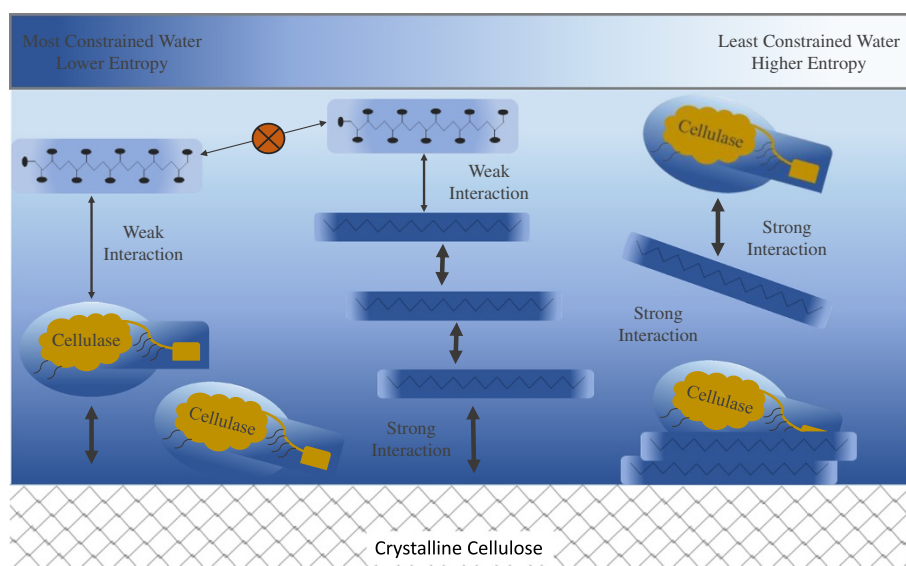 Most Constrained Water
Lower Entropy
Least Constrained Water
Higher Entropy
Cellulase
Weak
Interaction
Weak
Interaction
Strong
Interaction
Strong
Interaction
Cellulase
Cellulase
Cellulase
Strong
Interaction
Crystalline Cellulose